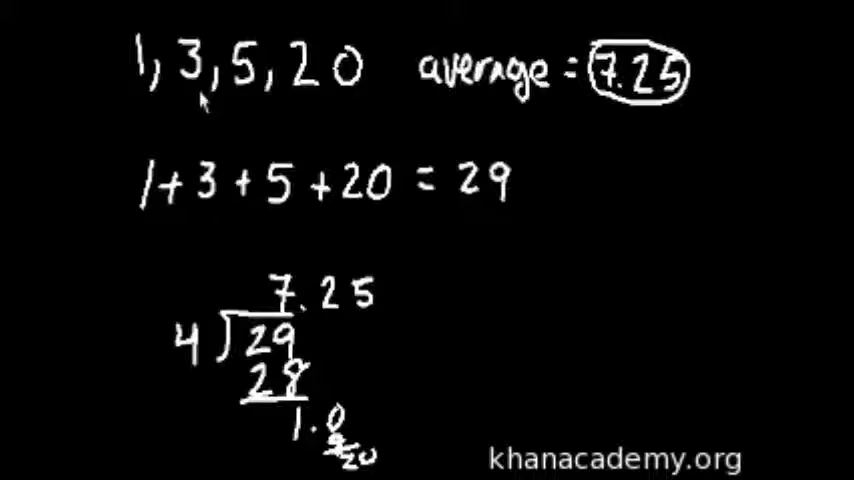 1, 3, 5, 20 average = 7.25
1 + 3 + 5 + 20 = 29
7.25
4 29
28
1.0
8
20
khanacademy.org